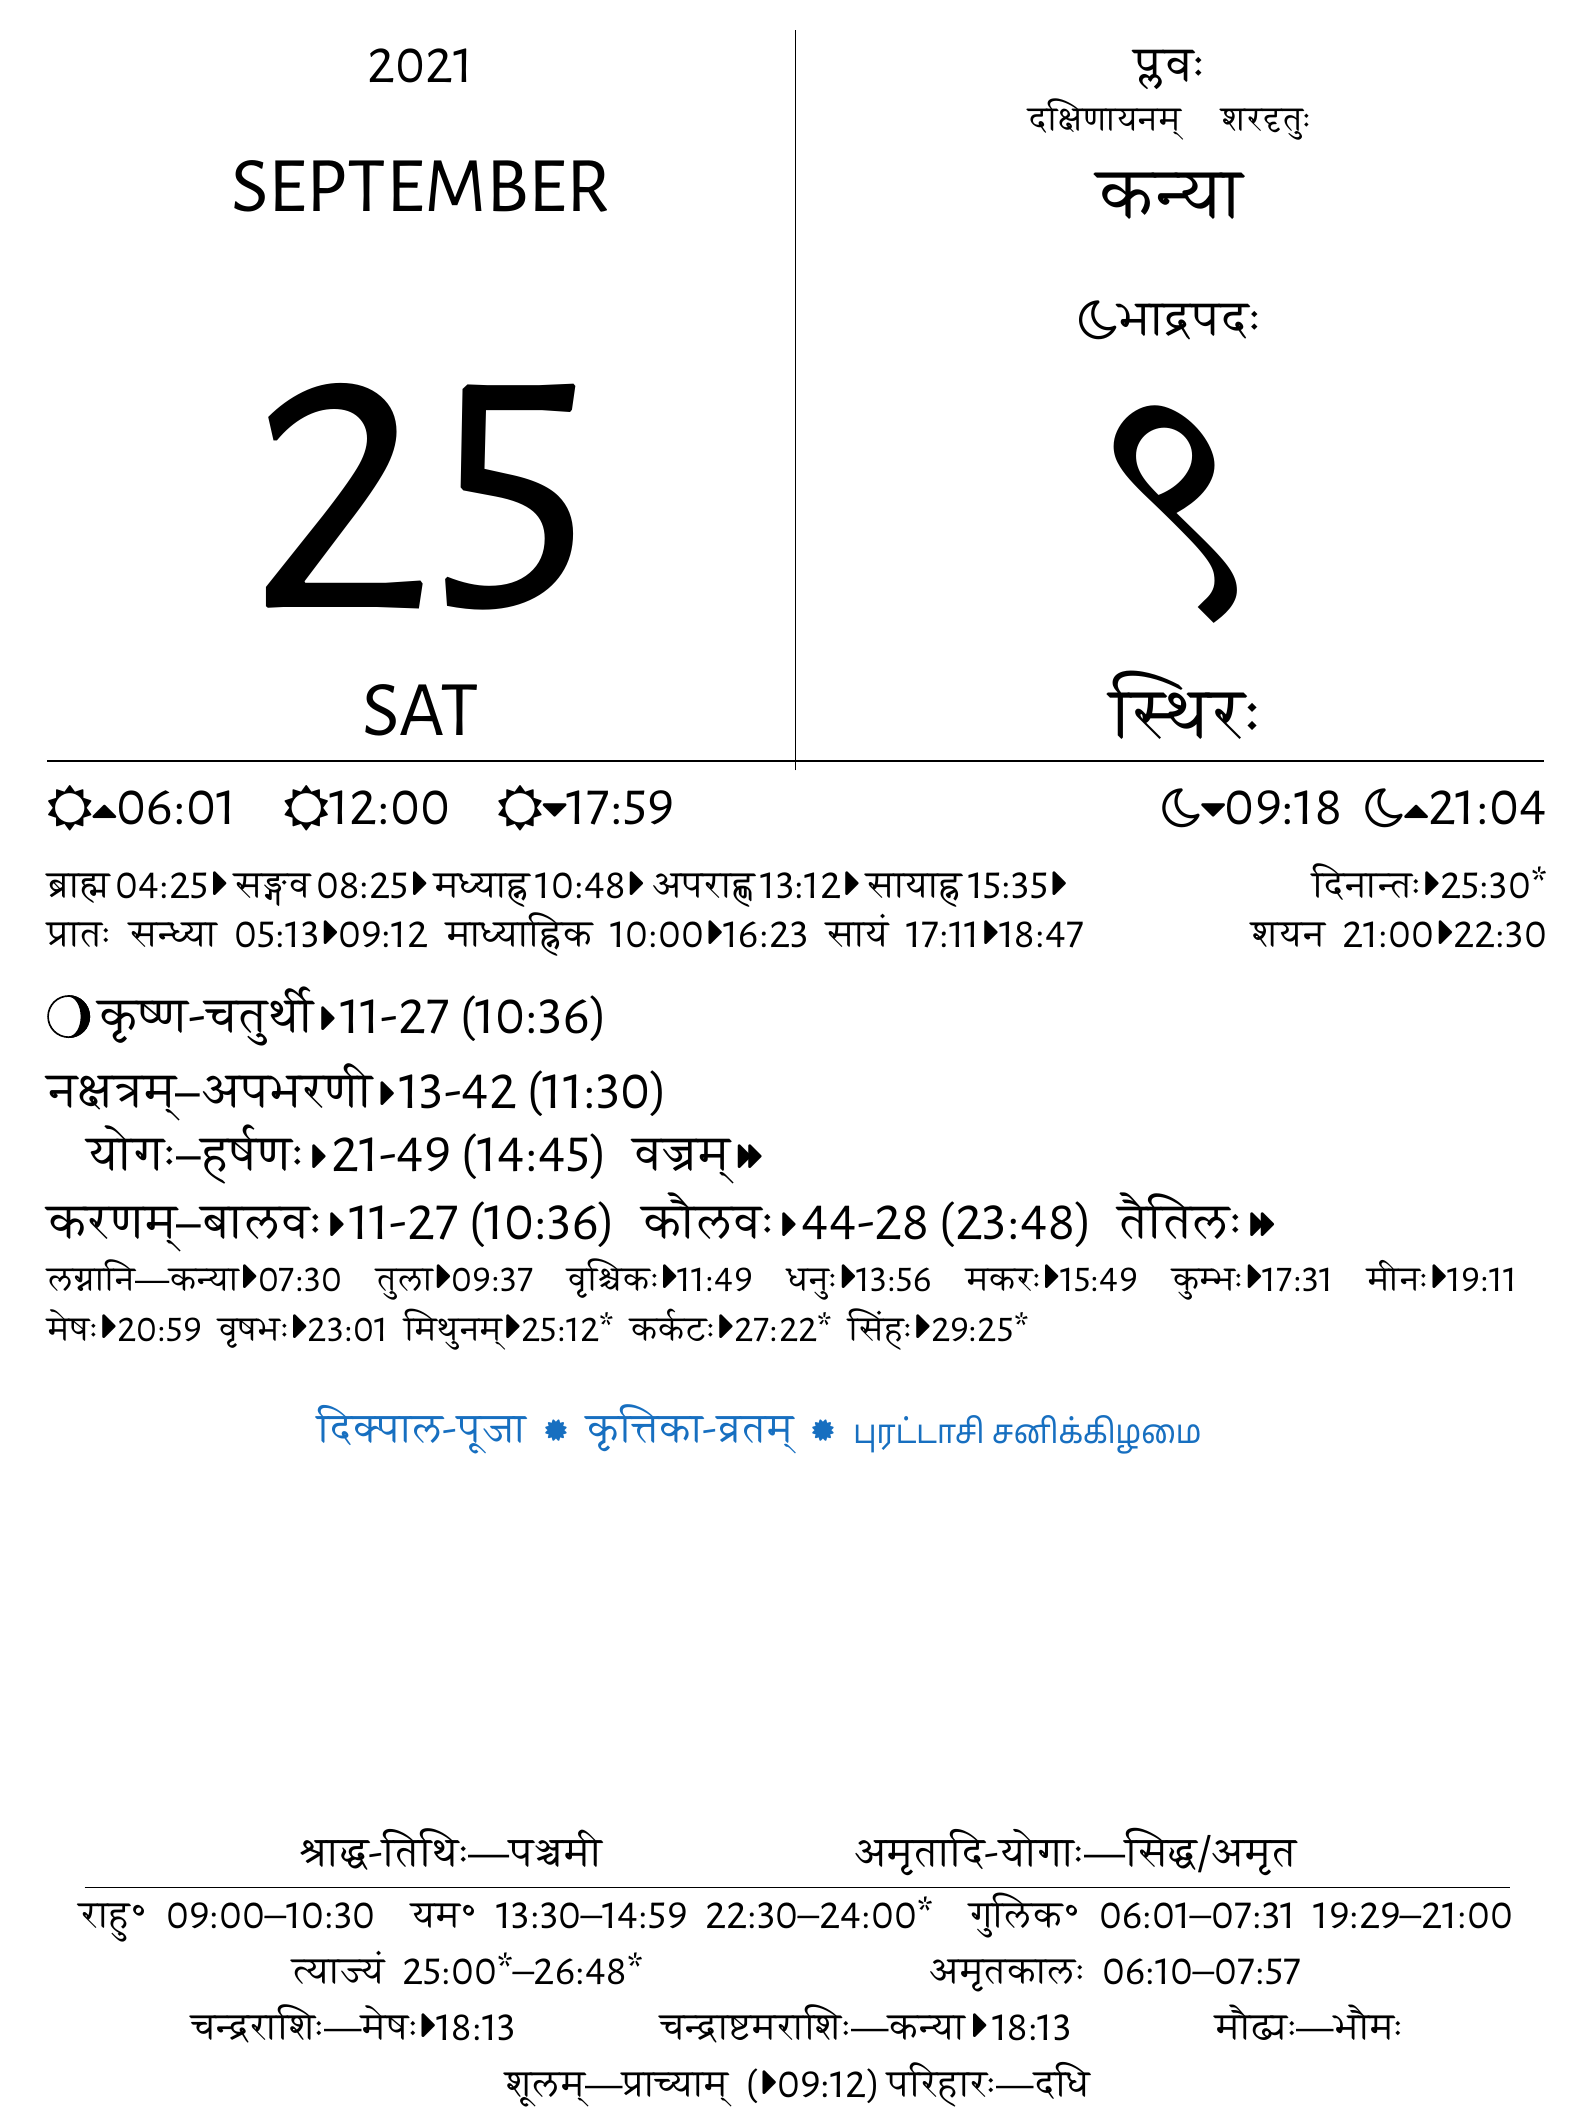 2021
SEPTEMBER
25
SAT
प्लवः
दक्षिणायनम् शरदृतुः
कन्या
भाद्रपदः
९
स्थिरः
06:01 12:00 17:59 09:18 21:04
ब्राह्म 04:25 सङ्गव 08:25 मध्याह्न 10:48 अपराह्ण 13:12 सायाह्न 15:35 दिनान्तः 25:30*
प्रातः सन्ध्या 05:13 09:12 माध्याह्निक 10:00 16:23 सायं 17:11 18:47 शयन 21:00 22:30
कृष्ण-चतुर्थी 11-27 (10:36)
नक्षत्रम्–अपभरणी 13-42 (11:30)
योगः–हर्षणः 21-49 (14:45) वज्रम्
करणम्–बालवः 11-27 (10:36) कौलवः 44-28 (23:48) तैतिलः
लग्नानि—कन्या 07:30 तुला 09:37 वृश्चिकः 11:49 धनुः 13:56 मकरः 15:49 कुम्भः 17:31 मीनः 19:11
मेषः 20:59 वृषभः 23:01 मिथुनम् 25:12* कर्कटः 27:22* सिंहः 29:25*
दिक्पाल-पूजा ✹ कृत्तिका-व्रतम् ✹ புரட்டாசி சனிக்கிழமை
श्राद्ध-तिथिः—पञ्चमी अमृतादि-योगाः—सिद्ध/अमृत
राहु॰ 09:00–10:30 यम॰ 13:30–14:59 22:30–24:00* गुलिक॰ 06:01–07:31 19:29–21:00
त्याज्यं 25:00*–26:48* अमृतकालः 06:10–07:57
चन्द्रराशिः—मेषः 18:13 चन्द्राष्टमराशिः—कन्या 18:13 मौढ्यः—भौमः
शूलम्—प्राच्याम् (09:12) परिहारः—दधि